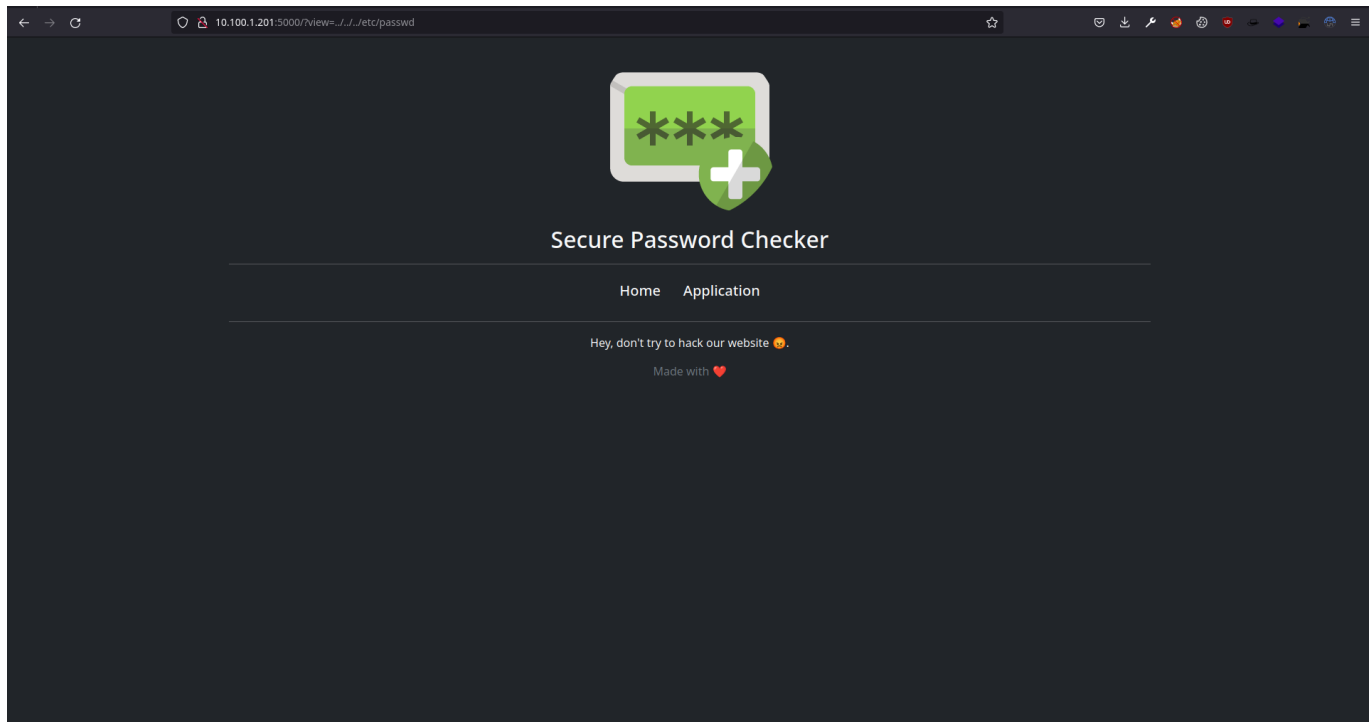 10.100.1.201:5000/?view=../../../etc/passwd
***
Secure Password Checker
Home Application
Hey, don't try to hack our website 😡.
Made with ❤️